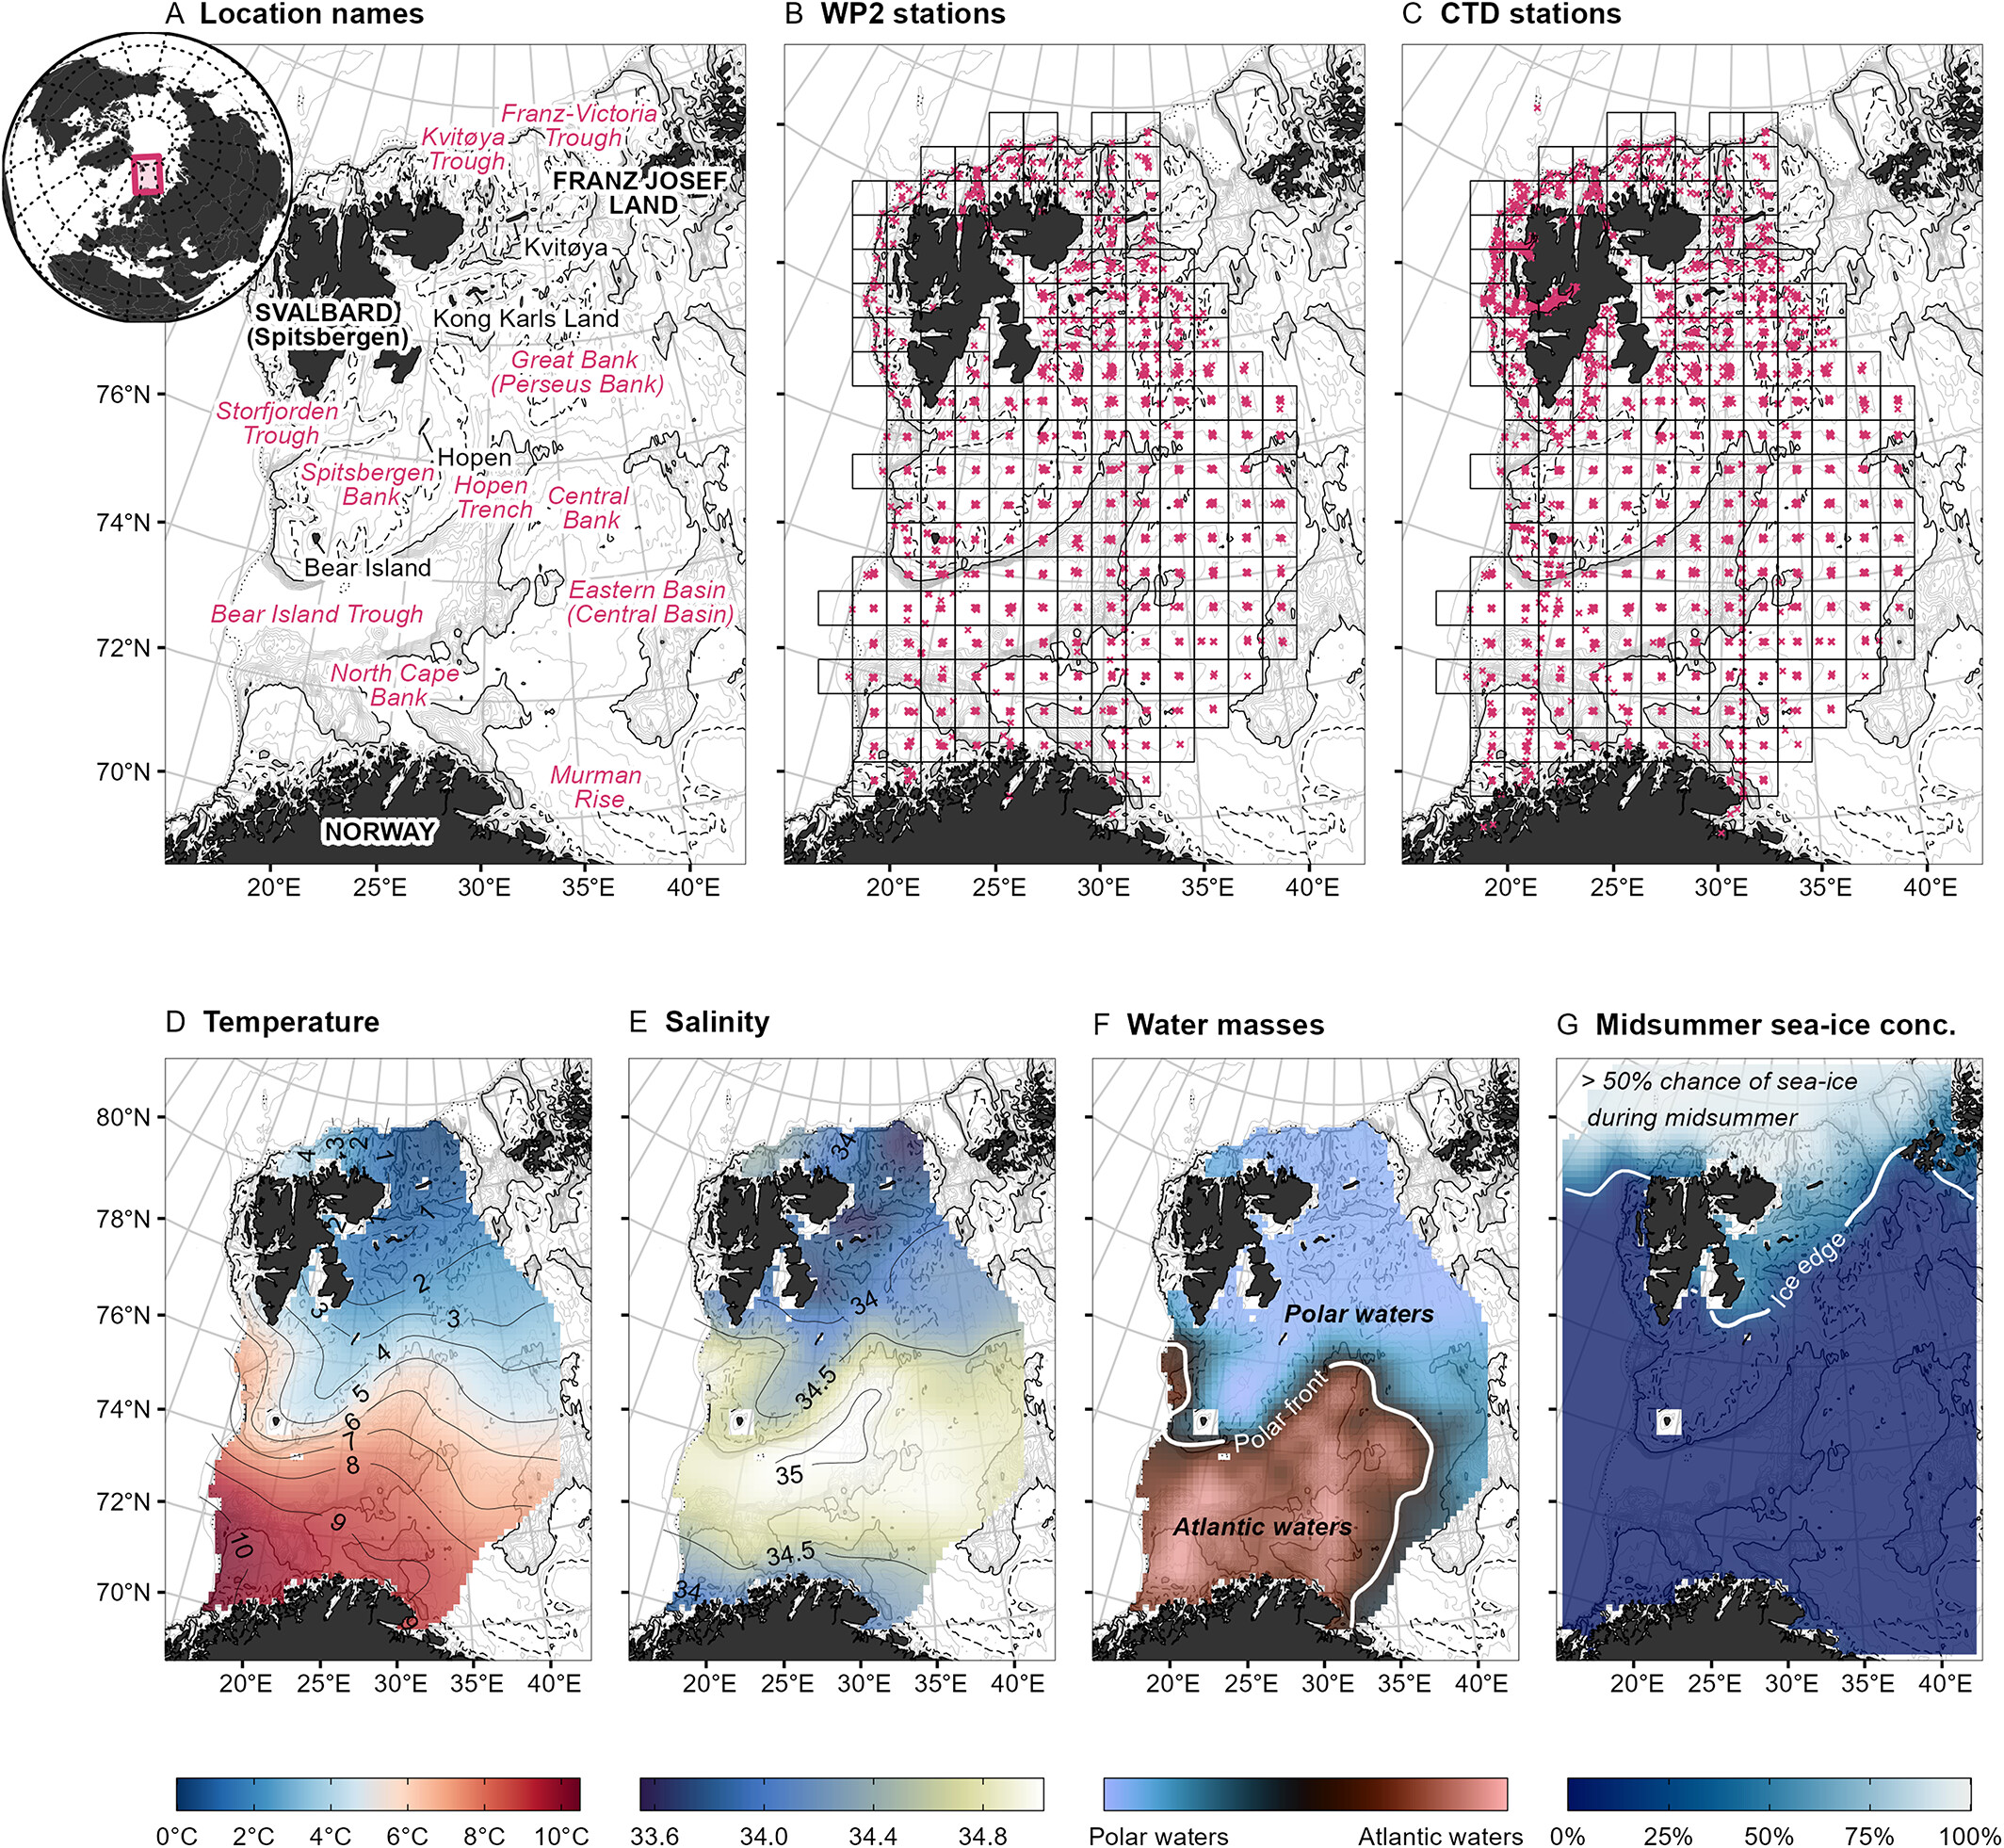 A Location names
B WP2 stations
C CTD stations
Franz-Victoria
Trough
Kvitøya
Trough
FRANZ JOSEF
LAND
Kvitøya
SVALBARD
(Spitsbergen)
Kong Karls Land
Great Bank
(Perseus Bank)
Storfjorden
Trough
Hopen
Spitsbergen
Bank
Hopen
Trench
Central
Bank
Bear Island
Eastern Basin
(Central Basin)
Bear Island Trough
North Cape
Bank
Murman
Rise
NORWAY
76°N
74°N
72°N
70°N
20°E 25°E 30°E 35°E 40°E
20°E 25°E 30°E 35°E 40°E
20°E 25°E 30°E 35°E 40°E
D Temperature
E Salinity
F Water masses
G Midsummer sea-ice conc.
80°N
78°N
76°N
74°N
72°N
70°N
4 3 2 1
2 1 1
2
3 3
4
5
6
7
8
9
10
34
34
34.5
35
34.5
34
Polar waters
Polar front
Atlantic waters
> 50% chance of sea-ice
during midsummer
Ice edge
20°E 25°E 30°E 35°E 40°E
20°E 25°E 30°E 35°E 40°E
20°E 25°E 30°E 35°E 40°E
20°E 25°E 30°E 35°E 40°E
0°C 2°C 4°C 6°C 8°C 10°C
33.6 34.0 34.4 34.8
Polar waters Atlantic waters
0% 25% 50% 75% 100%